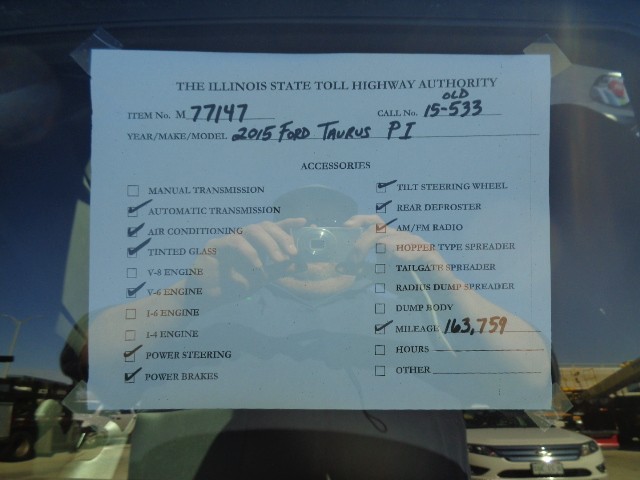 THE ILLINOIS STATE TOLL HIGHWAY AUTHORITY
OLD
ITEM No. M 77147 CALL No. 15-533
YEAR/MAKE/MODEL 2015 FORD TAURUS PI
ACCESSORIES
MANUAL TRANSMISSION
AUTOMATIC TRANSMISSION
AIR CONDITIONING
TINTED GLASS
V-8 ENGINE
V-6 ENGINE
I-6 ENGINE
I-4 ENGINE
POWER STEERING
POWER BRAKES
TILT STEERING WHEEL
REAR DEFROSTER
AM/FM RADIO
HOPPER TYPE SPREADER
TAILGATE SPREADER
RADIUS DUMP SPREADER
DUMP BODY
MILEAGE 163,759
HOURS
OTHER